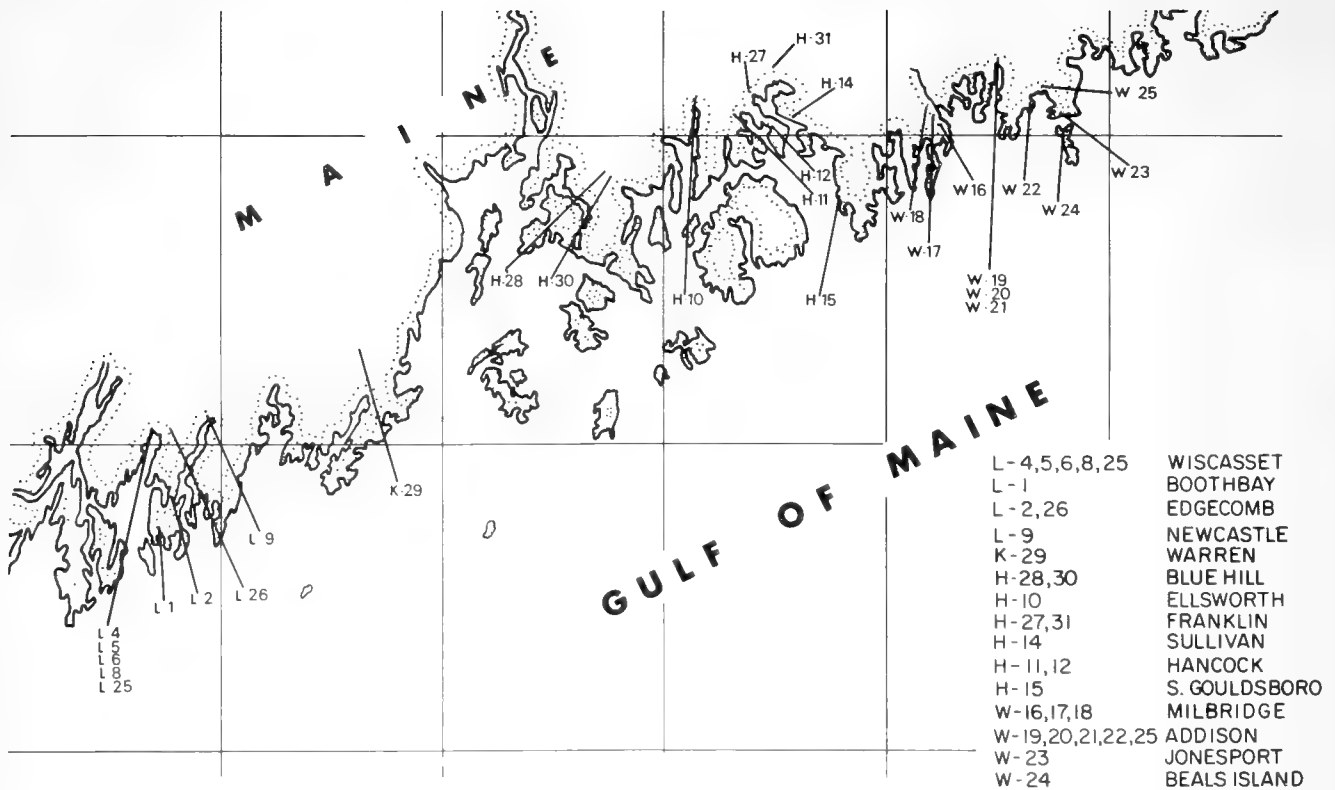 MAINE
H-27
H-31
H-14
H-12
H-11
H-28
H-30
H-10
H-15
W-25
W-23
W-16
W-22
W-24
W-18
W-17
W-19
W-20
W-21
K-29
L 9
L 26
L 2
L 1
L 4
L 5
L 6
L 8
L 25
GULF OF MAINE
L-4,5,6,8,25 WISCASSET
L-1 BOOTHBAY
L-2,26 EDGECOMB
L-9 NEWCASTLE
K-29 WARREN
H-28,30 BLUE HILL
H-10 ELLSWORTH
H-27,31 FRANKLIN
H-14 SULLIVAN
H-11,12 HANCOCK
H-15 S. GOULDSBORO
W-16,17,18 MILBRIDGE
W-19,20,21,22,25 ADDISON
W-23 JONESPORT
W-24 BEALS ISLAND